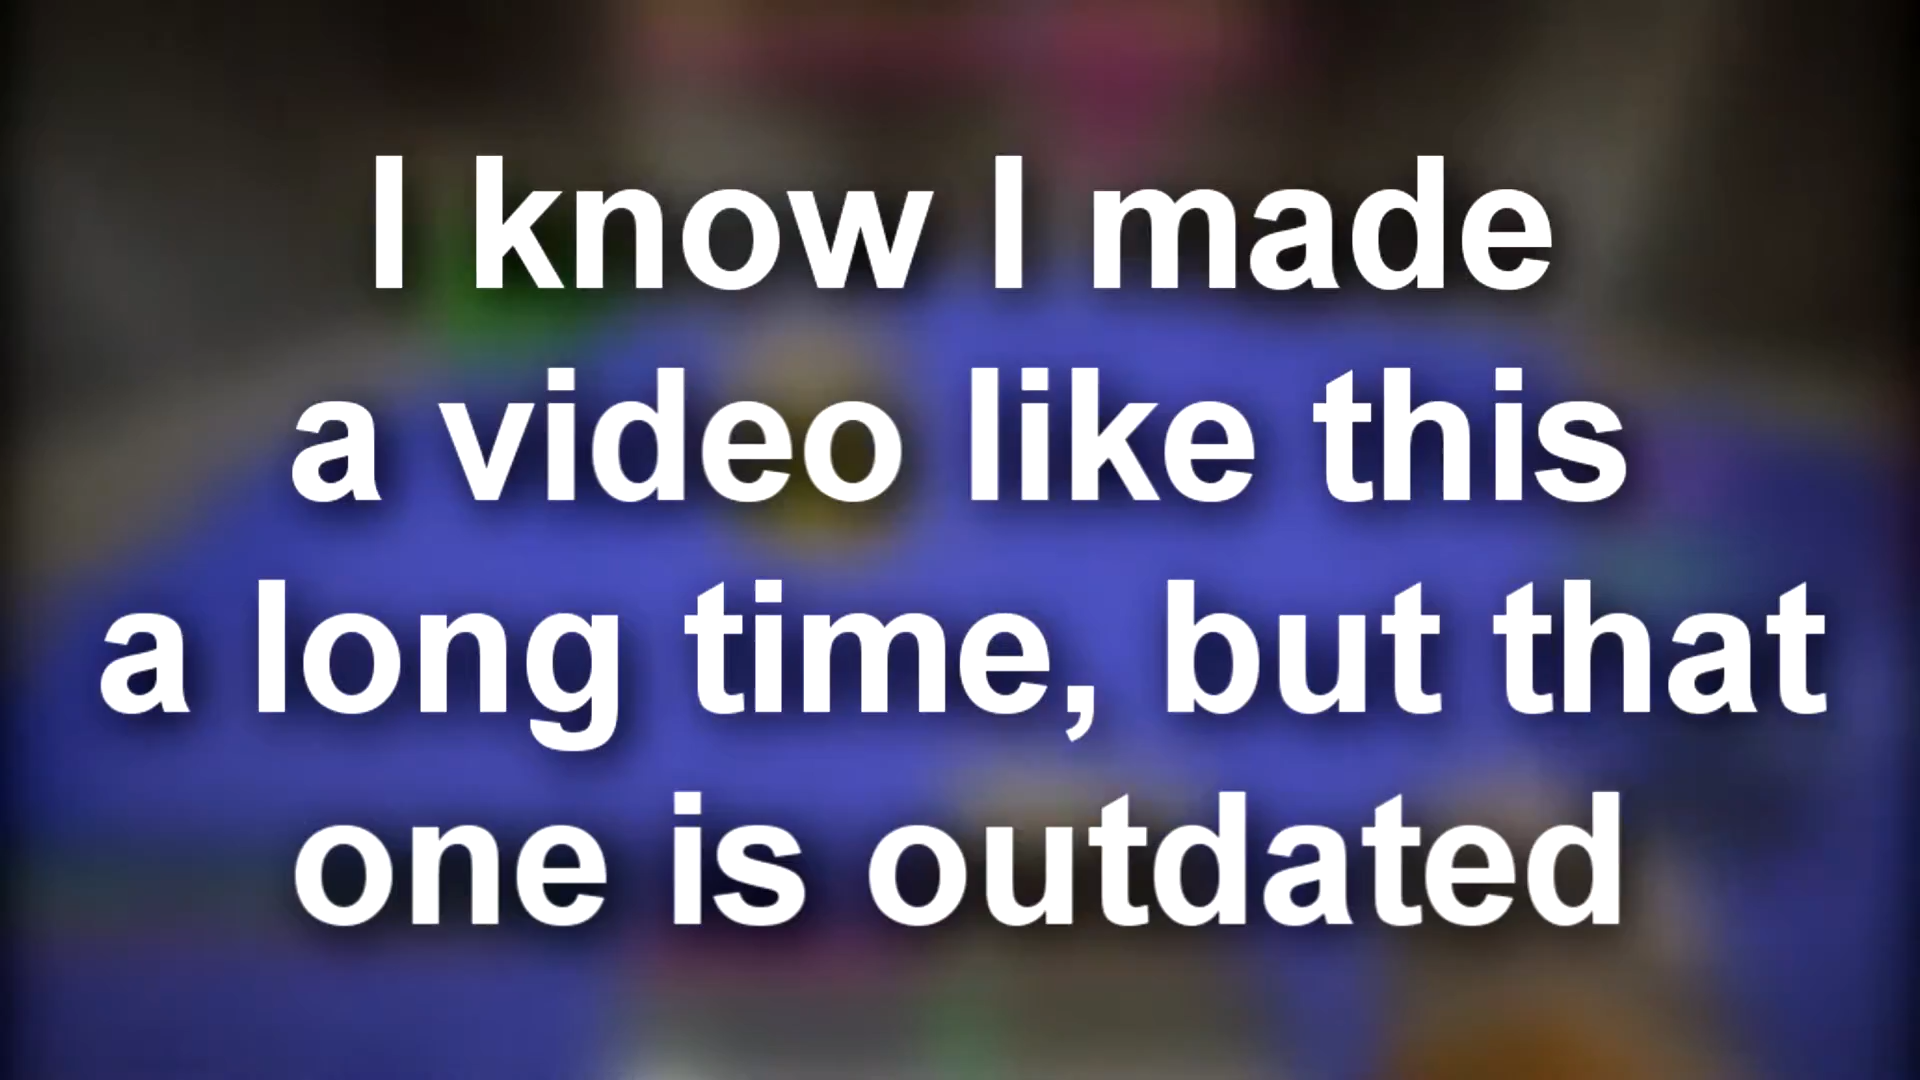 I know I made
a video like this
a long time, but that
one is outdated